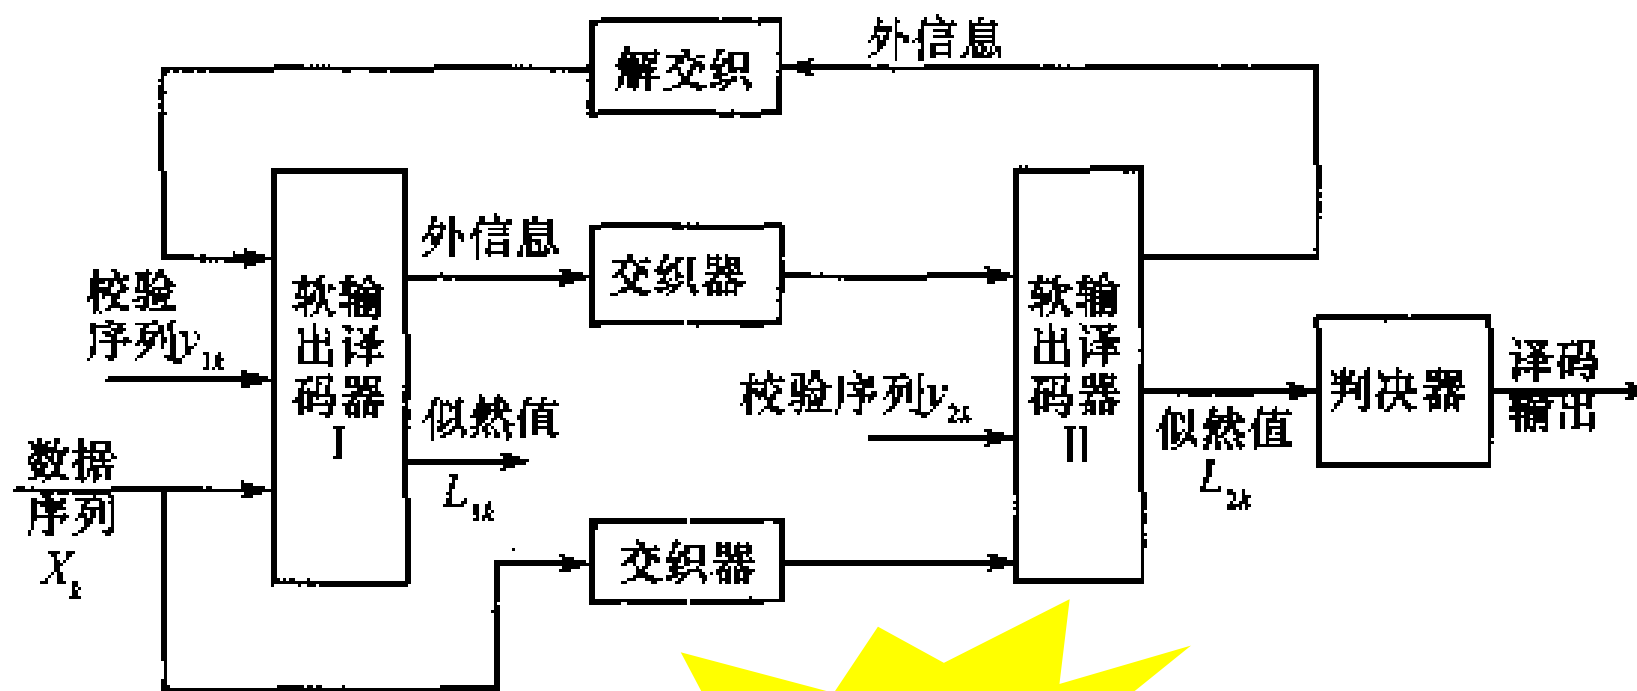 外信息
解交织
外信息
交织器
校验
序列y₁ₖ
软输
出译
码器
I
似然值
L₁ₖ
数据
序列
Xₖ
交织器
校验序列y₂ₖ
软输
出译
码器
II
似然值
L₂ₖ
判决器
译码
输出